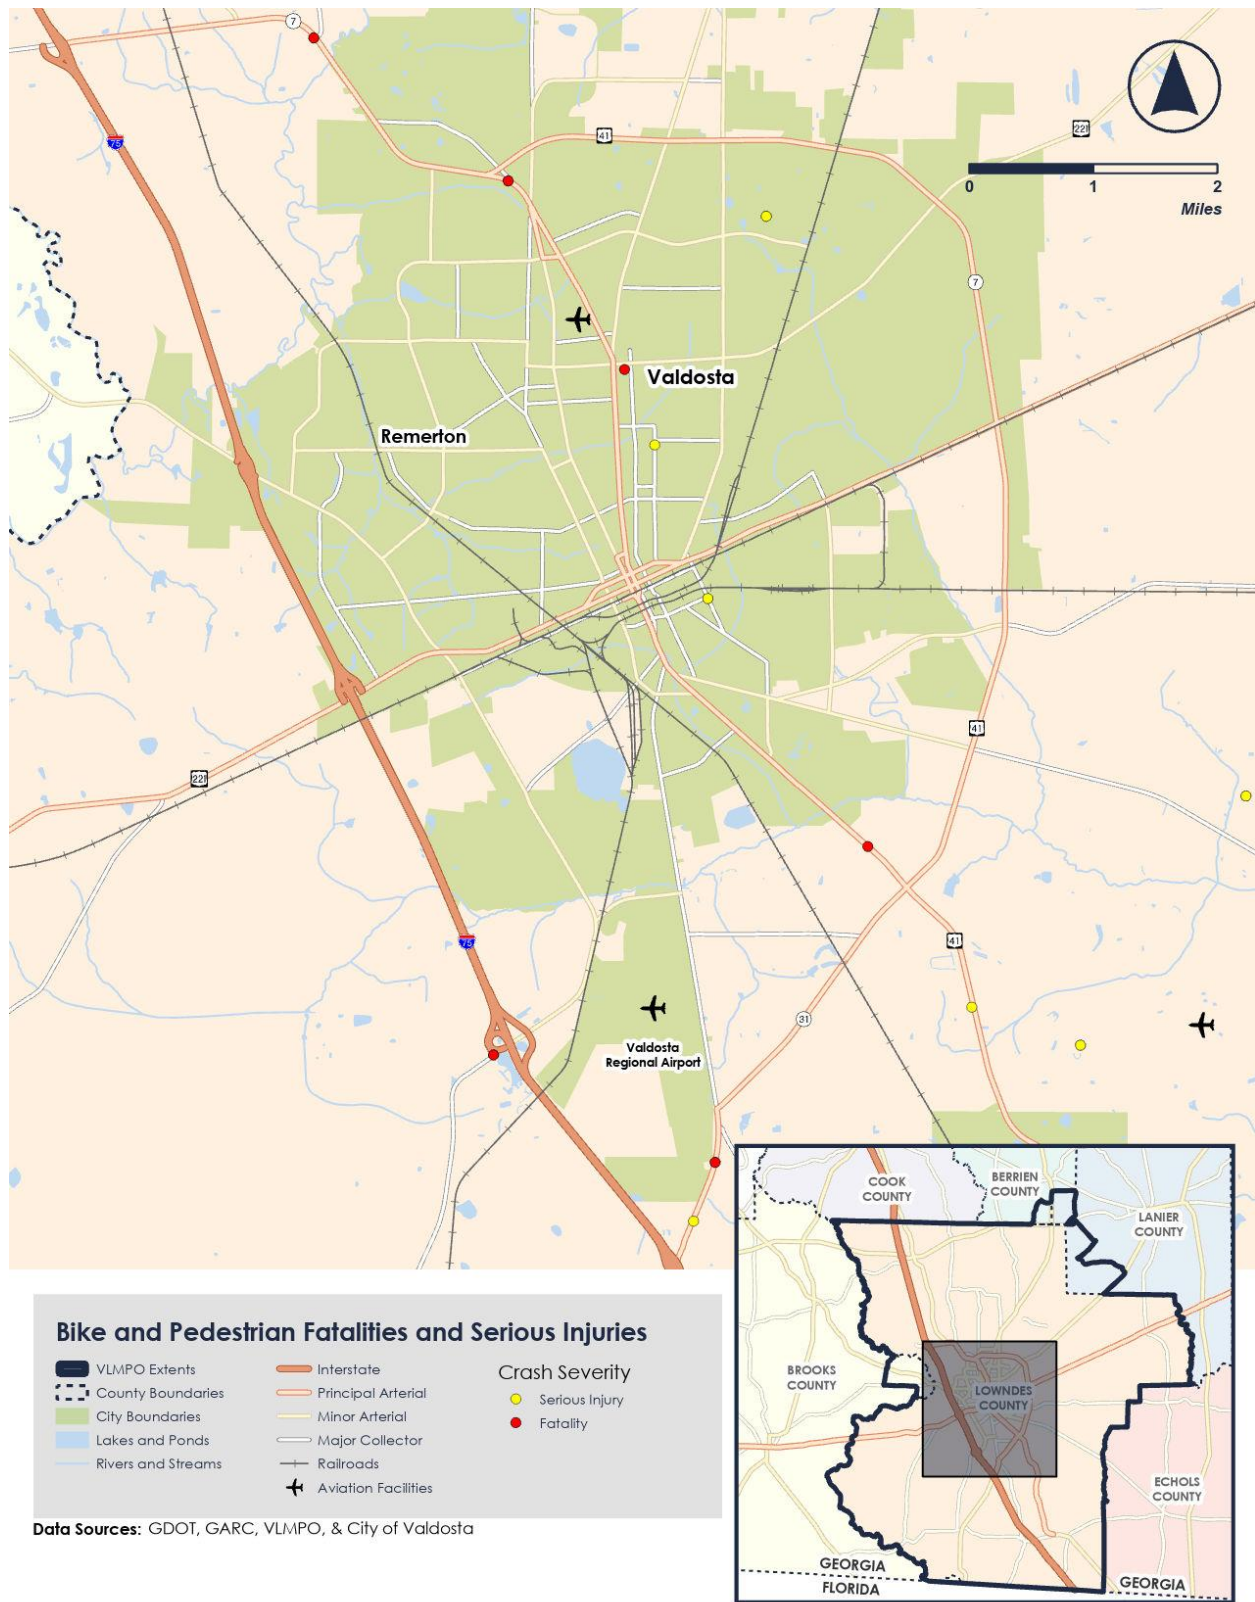 7
75
41
221
0 1 2
Miles
7
Valdosta
Remerton
41
221
75
41
31
Valdosta
Regional Airport
COOK
COUNTY
BERRIEN
COUNTY
LANIER
COUNTY
BROOKS
COUNTY
LOWNDES
COUNTY
ECHOLS
COUNTY
GEORGIA
FLORIDA
GEORGIA
Bike and Pedestrian Fatalities and Serious Injuries
VLMPO Extents
County Boundaries
City Boundaries
Lakes and Ponds
Rivers and Streams
Interstate
Principal Arterial
Minor Arterial
Major Collector
Railroads
Aviation Facilities
Crash Severity
Serious Injury
Fatality
Data Sources: GDOT, GARC, VLMPO, & City of Valdosta